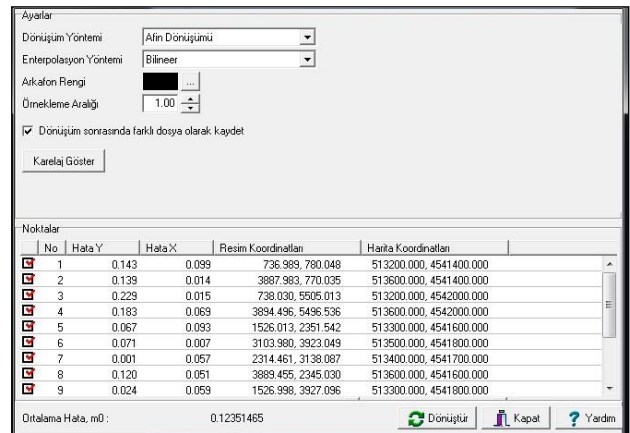 Ayarlar
Dönüşüm Yöntemi Afin Dönüşümü
Enterpolasyon Yöntemi Bilineer
Arkafon Rengi ...
Örnekleme Aralığı 1.00
Dönüşüm sonrasında farklı dosya olarak kaydet
Karelaj Göster
Noktalar
No Hata Y Hata X Resim Koordinatları Harita Koordinatları
1 0.143 0.099 736.989, 780.048 513200.000, 4541400.000
2 0.139 0.014 3887.983, 770.035 513600.000, 4541400.000
3 0.229 0.015 738.030, 5505.013 513200.000, 4542000.000
4 0.183 0.069 3894.496, 5496.536 513600.000, 4542000.000
5 0.067 0.093 1526.013, 2351.542 513300.000, 4541600.000
6 0.071 0.007 3103.980, 3923.049 513500.000, 4541800.000
7 0.001 0.057 2314.461, 3138.087 513400.000, 4541700.000
8 0.120 0.051 3889.455, 2345.030 513600.000, 4541600.000
9 0.024 0.059 1526.998, 3927.096 513300.000, 4541800.000
Ortalama Hata, m0 : 0.12351465 Dönüştür Kapat ? Yardım